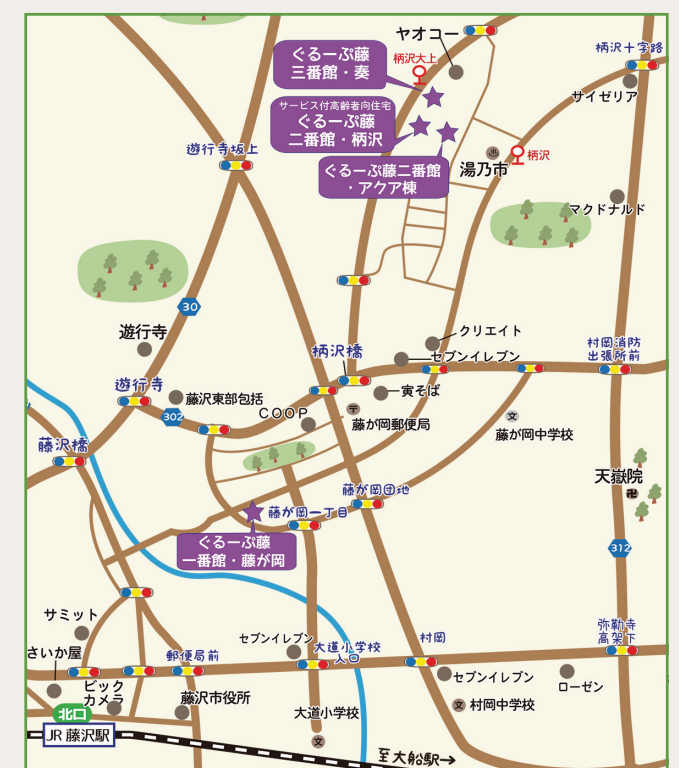 ヤオコー
柄沢十字路
ぐるーぷ藤
三番館・奏
柄沢大上
サイゼリア
サービス付高齢者向住宅
ぐるーぷ藤
二番館・柄沢
遊行寺坂上
湯乃市
柄沢
ぐるーぷ藤二番館
・アクア棟
マクドナルド
30
遊行寺
クリエイト
柄沢橋
セブンイレブン
村岡消防
出張所前
遊行寺
藤沢東部包括
寅そば
COOP
302
〒
藤が岡郵便局
文
藤が岡中学校
藤沢橋
天嶽院
卍
藤が岡団地
藤が岡一丁目
ぐるーぷ藤
一番館・藤が岡
312
サミット
弥勒寺
高架下
村岡
セブンイレブン
大道小学校
入口
さいか屋
郵便局前
ビック
カメラ
藤沢市役所
セブンイレブン
ローゼン
北口
大道小学校
文
村岡中学校
JR 藤沢駅
文
至大船駅→